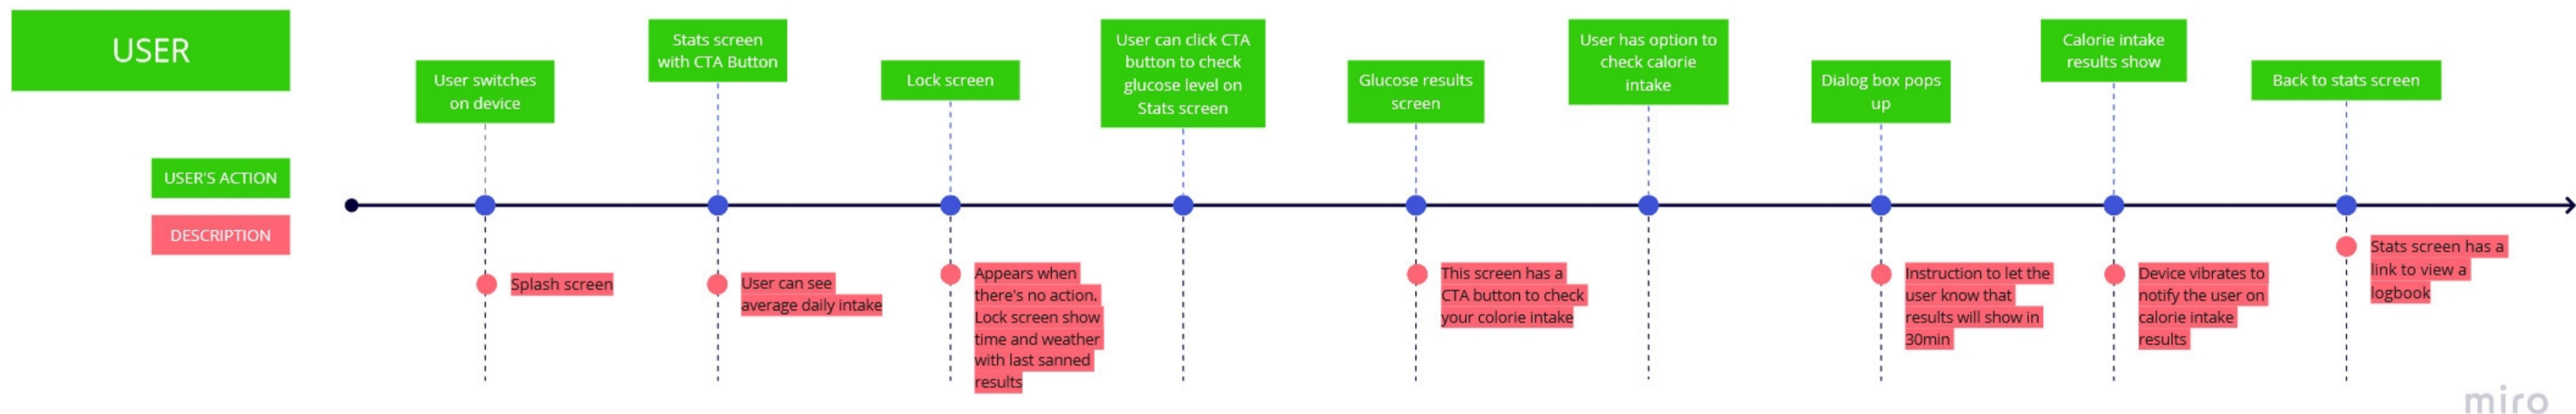 USER
USER'S ACTION
DESCRIPTION
User switches
on device
Stats screen
with CTA Button
Lock screen
User can click CTA
button to check
glucose level on
Stats screen
Glucose results
screen
User has option to
check calorie
intake
Dialog box pops
up
Calorie intake
results show
Back to stats screen
Splash screen
User can see
average daily intake
Appears when
there's no action.
Lock screen show
time and weather
with last sanned
results
This screen has a
CTA button to check
your colorie intake
Instruction to let the
user know that
results will show in
30min
Device vibrates to
notify the user on
calorie intake
results
Stats screen has a
link to view a
logbook
miro